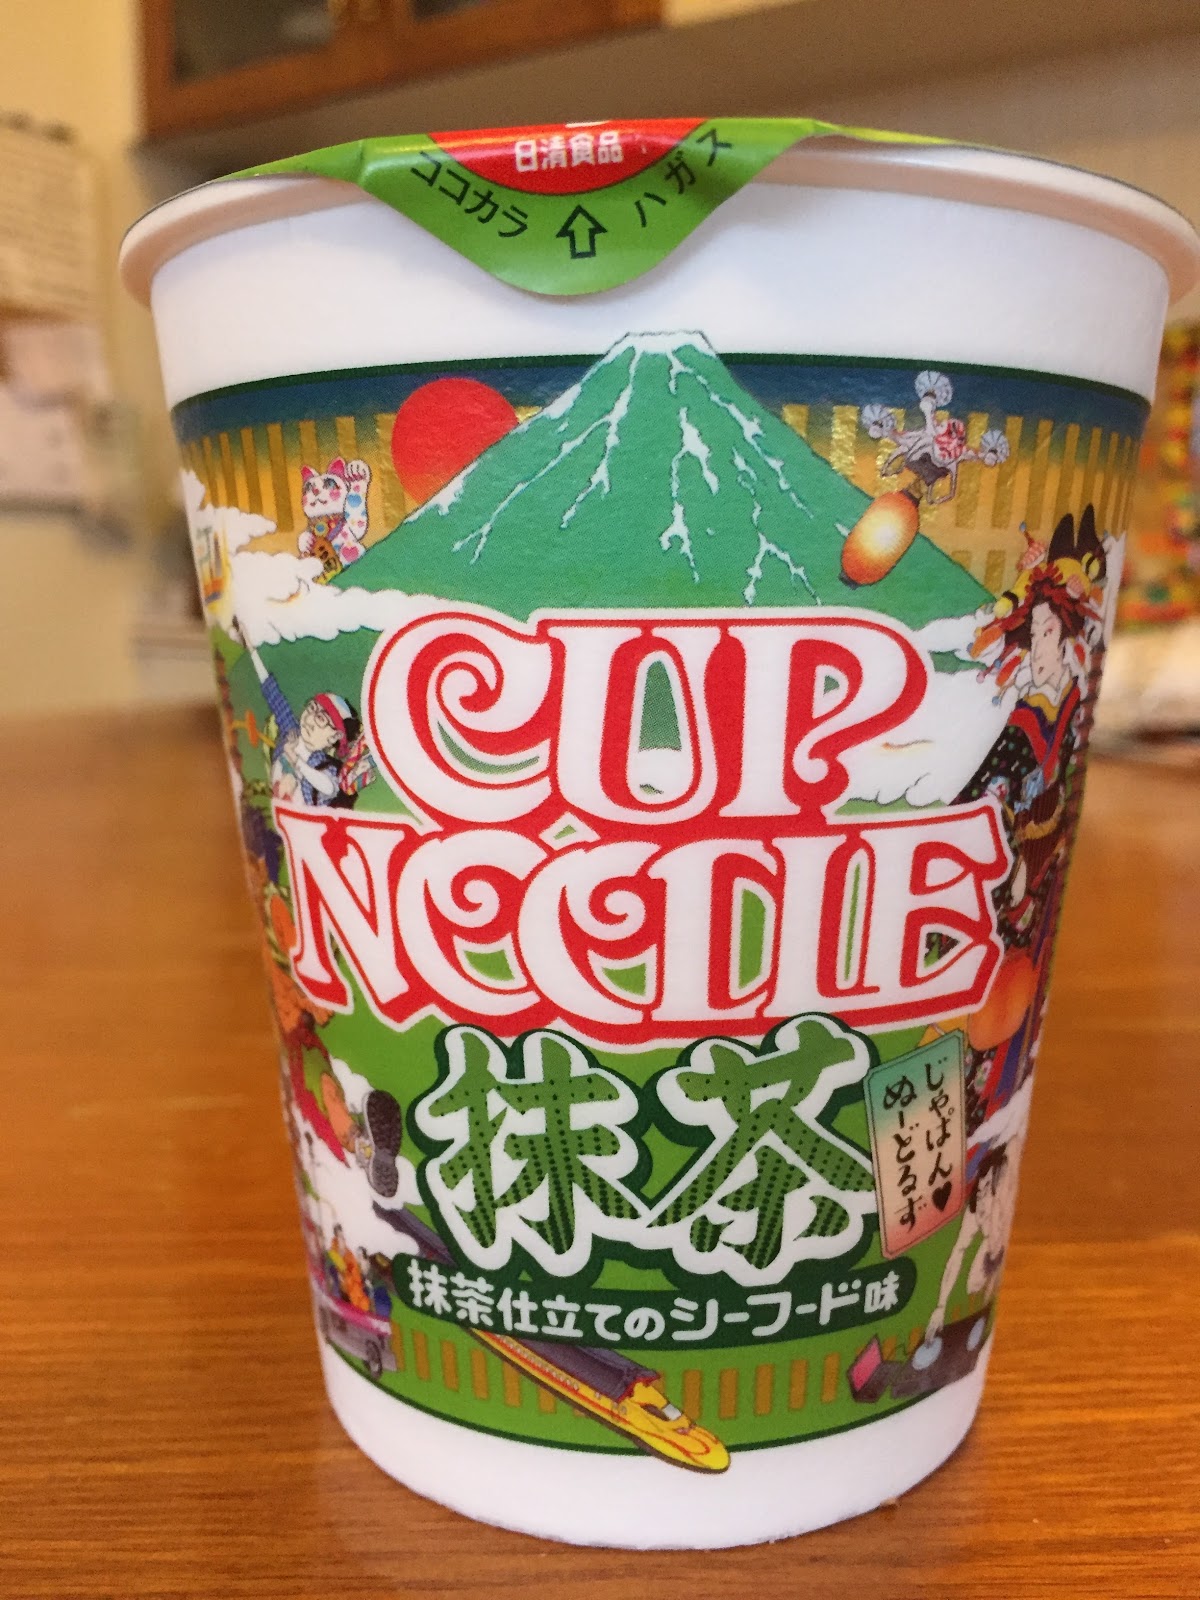 日清食品
ココカラ ハガス
CUP
NOODLE
抹茶
じゃぱん♥
ぬーどるず
抹茶仕立てのシーフード味